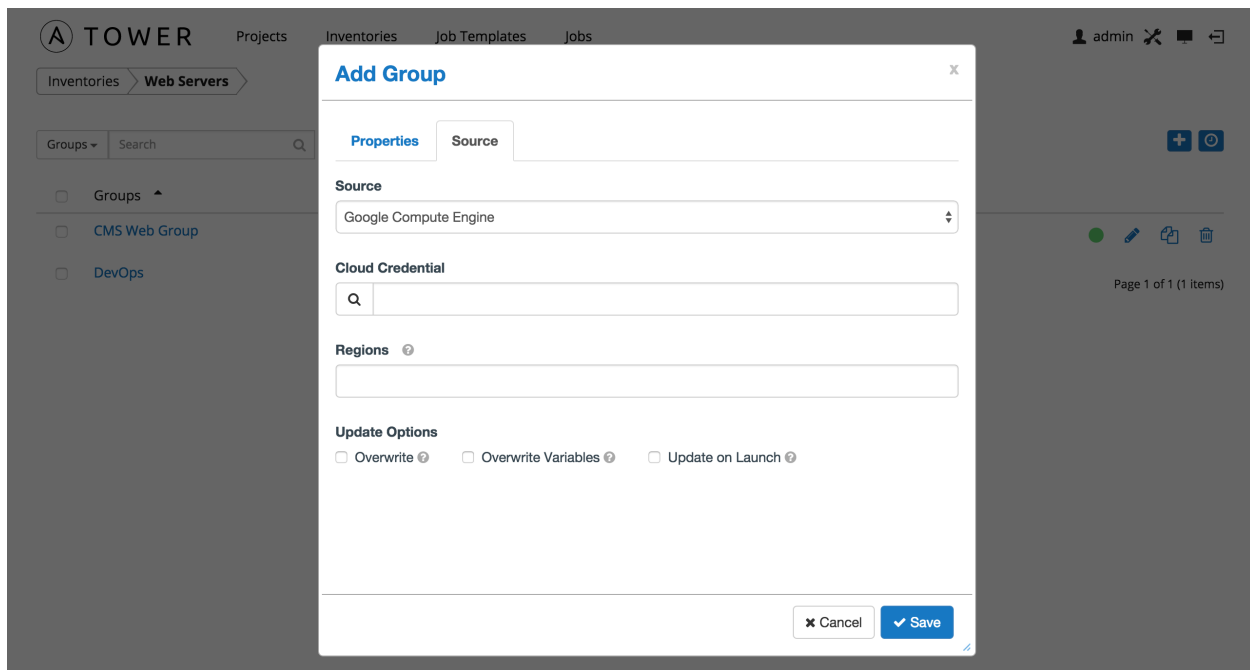 TOWER Projects Inventories Job Templates Jobs admin
Inventories Web Servers
Groups Search
Groups
CMS Web Group
DevOps
Page 1 of 1 (1 items)
Add Group x
Properties Source
Source
Google Compute Engine
Cloud Credential
Regions ?
Update Options
Overwrite ? Overwrite Variables ? Update on Launch ?
Cancel Save